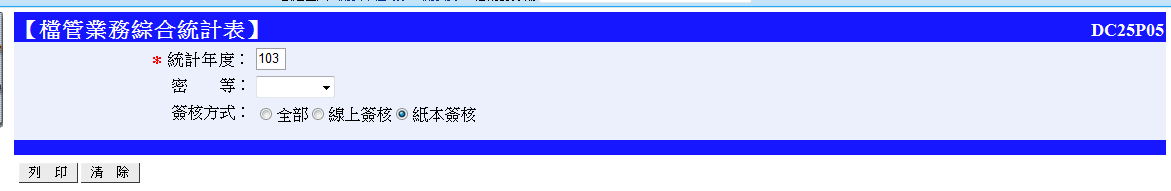 【檔管業務綜合統計表】 DC25P05
* 統計年度： 103
密　等：
簽核方式： 全部 線上簽核 紙本簽核
列　印 清　除